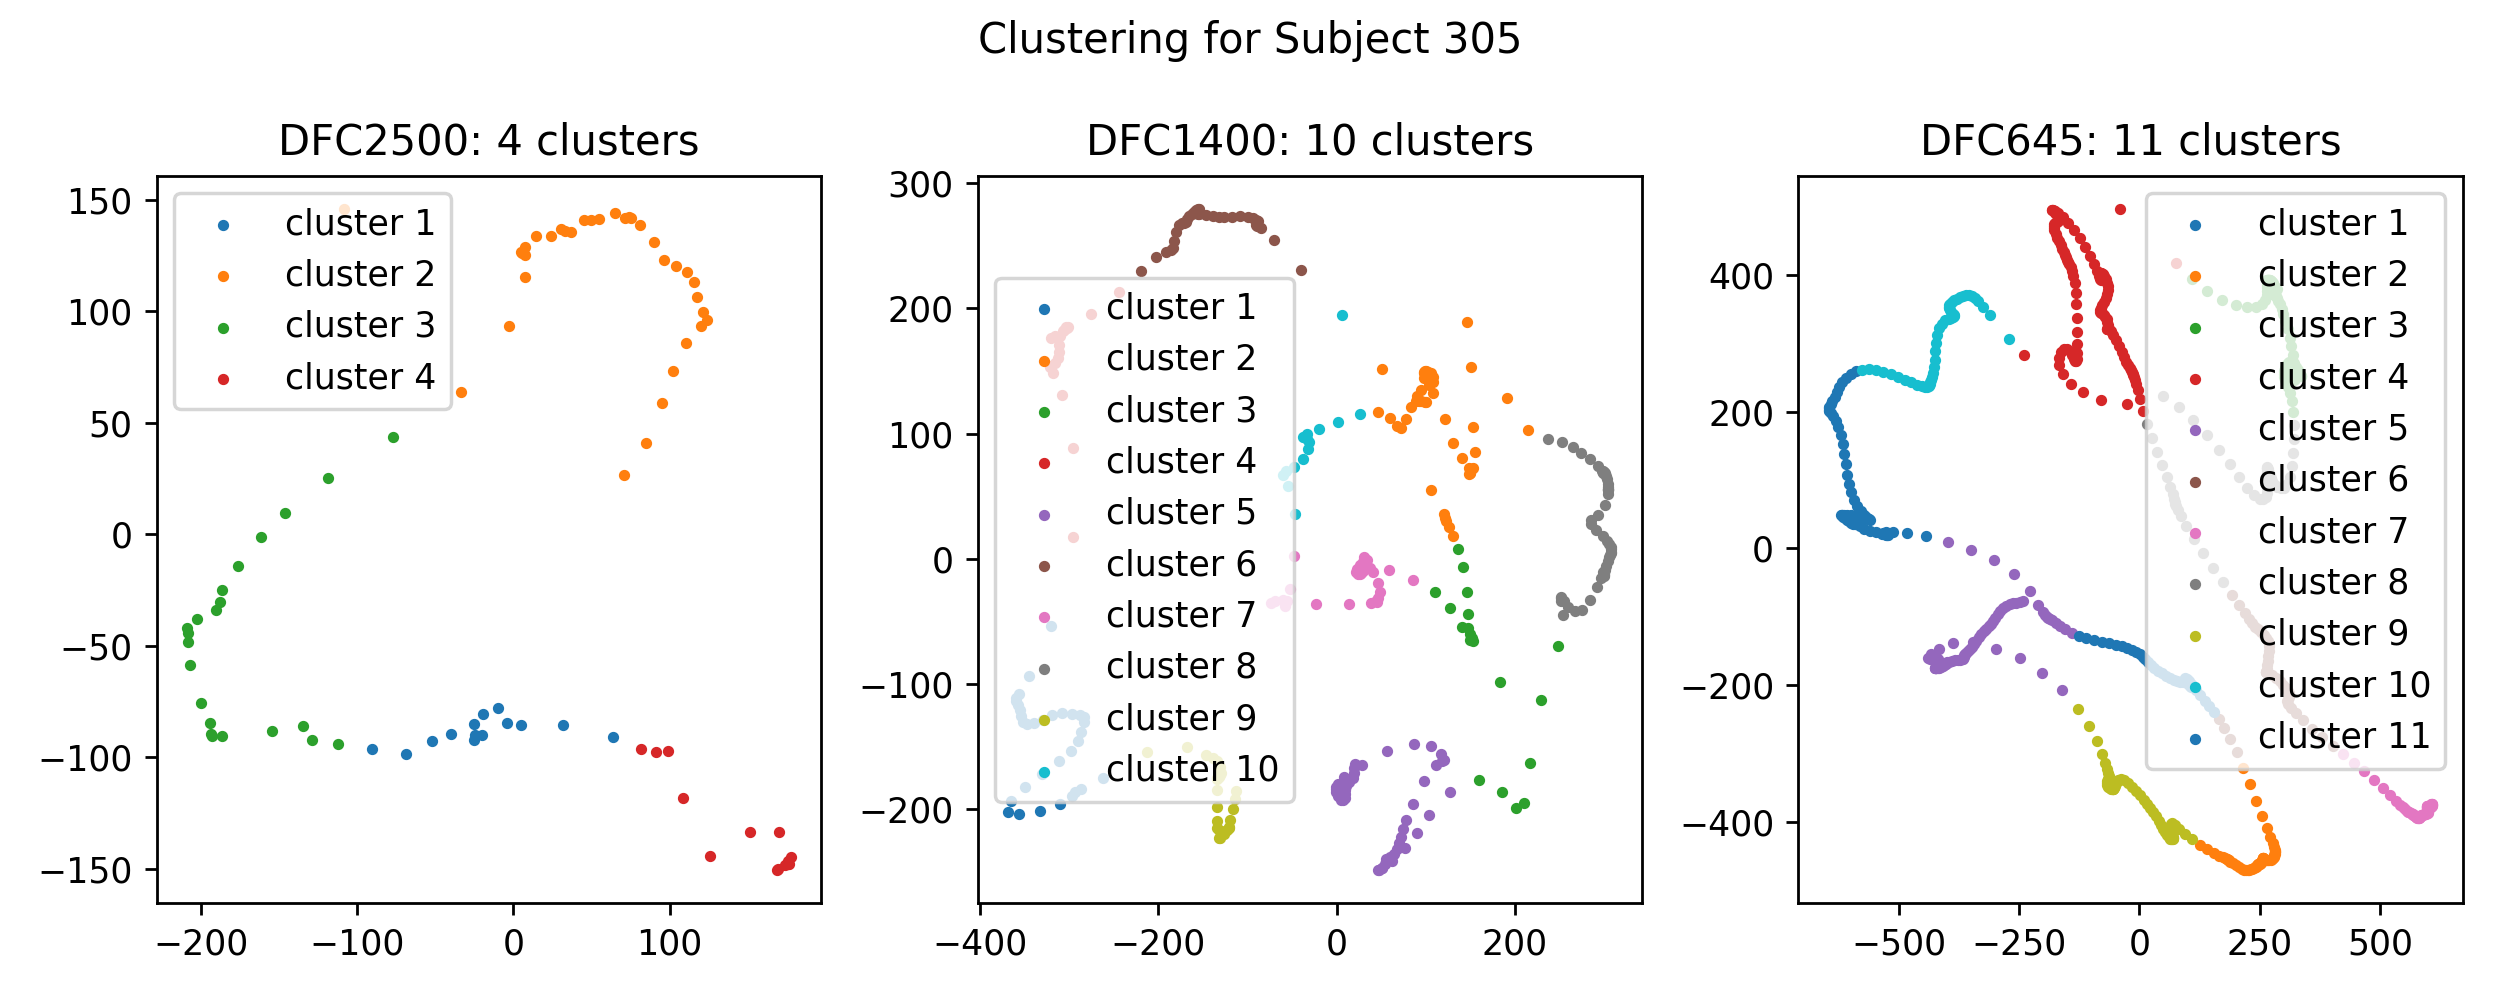 Clustering for Subject 305
DFC2500: 4 clusters
150
100
50
0
−50
−100
−150
−200
−100
0
100
cluster 1
cluster 2
cluster 3
cluster 4
DFC1400: 10 clusters
300
200
100
0
−100
−200
−400
−200
0
200
cluster 1
cluster 2
cluster 3
cluster 4
cluster 5
cluster 6
cluster 7
cluster 8
cluster 9
cluster 10
DFC645: 11 clusters
400
200
0
−200
−400
−500
−250
0
250
500
cluster 1
cluster 2
cluster 3
cluster 4
cluster 5
cluster 6
cluster 7
cluster 8
cluster 9
cluster 10
cluster 11